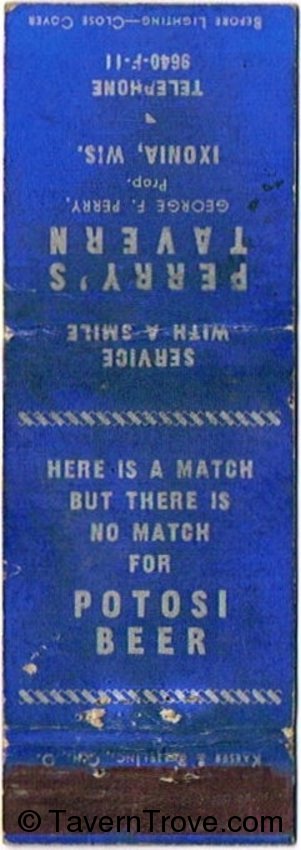 HERE IS A MATCH
BUT THERE IS
NO MATCH
FOR
POTOSI
BEER
SERVICE
WITH A SMILE
PERRY'S
TAVERN
GEORGE F. PERRY,
Prop.
IXONIA, WIS.
TELEPHONE
9640-F-11
BEFORE LIGHTING—CLOSE COVER
© TavernTrove.com